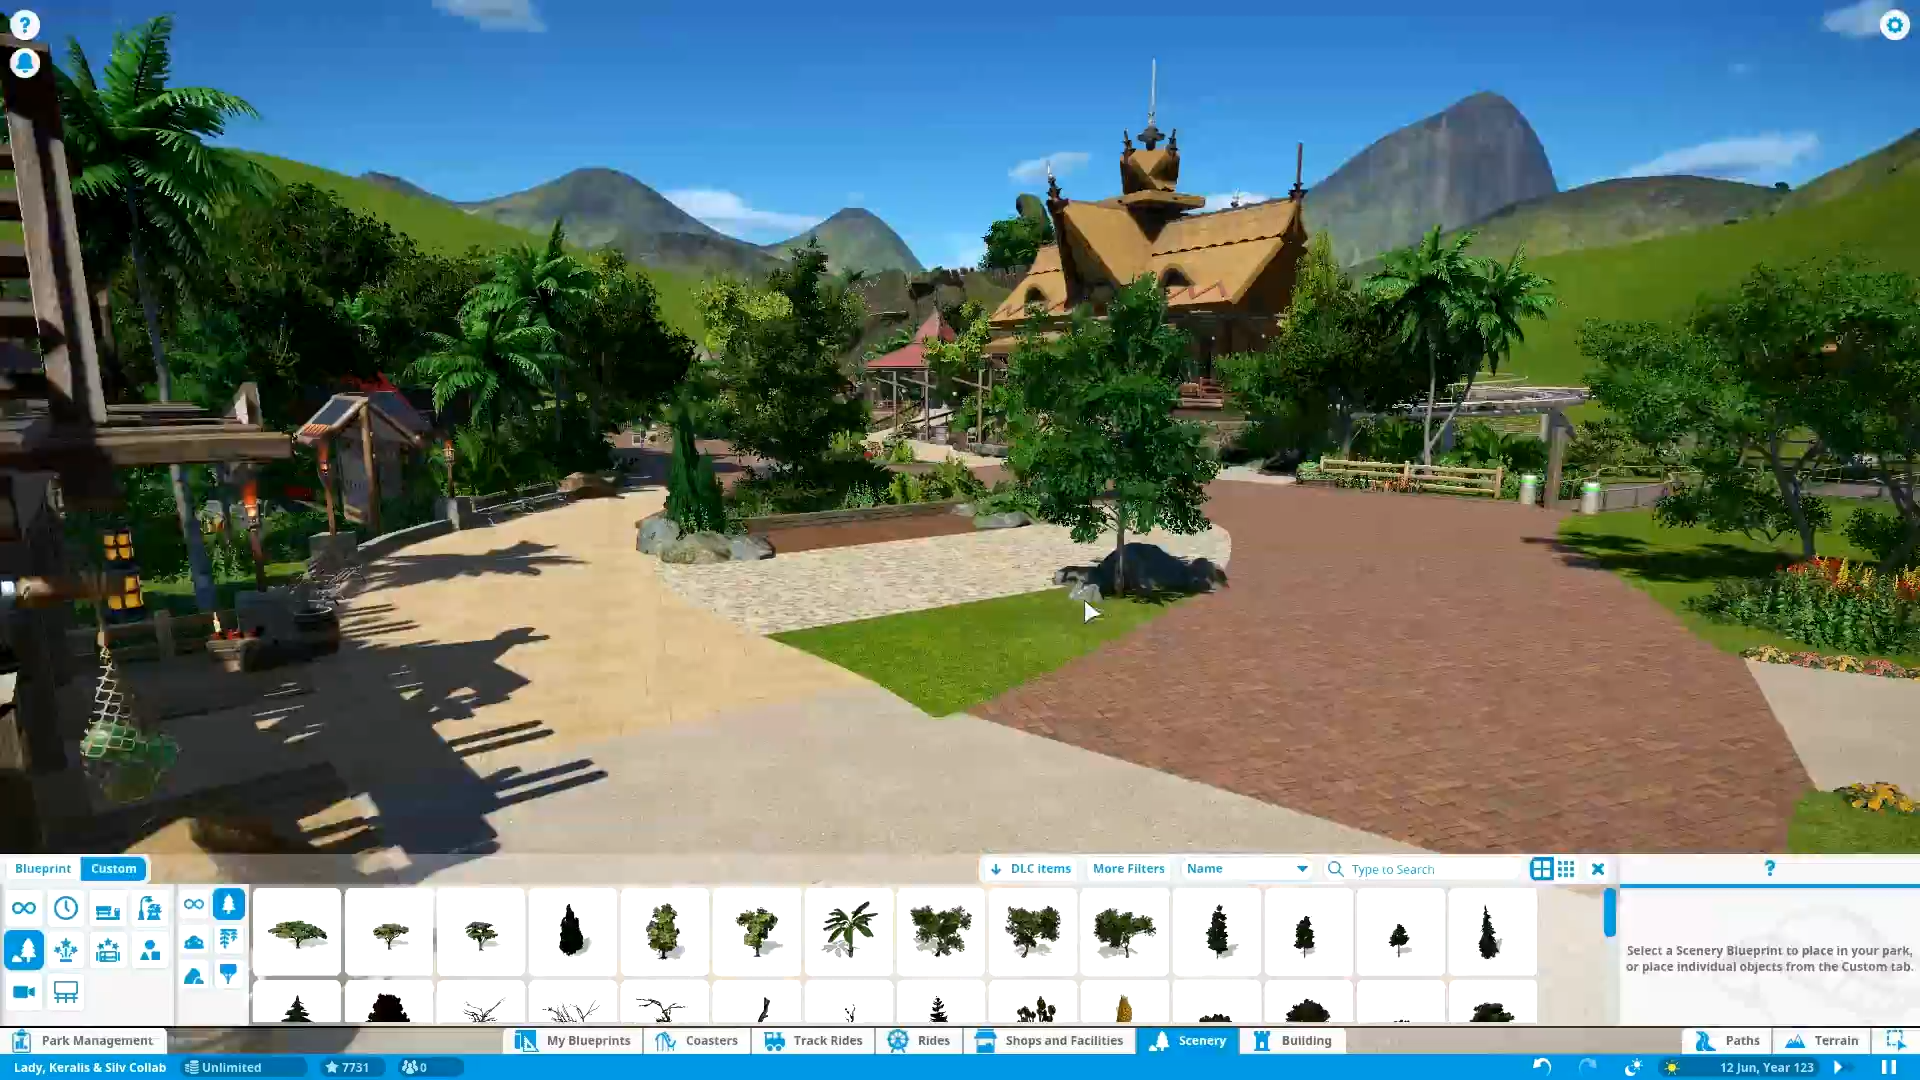 ?
Blueprint Custom
DLC items More Filters Name Type to Search
?
Select a Scenery Blueprint to place in your park,
or place individual objects from the Custom tab.
Park Management My Blueprints Coasters Track Rides Rides Shops and Facilities Scenery Building Paths Terrain
Lady, Keralis & Silv Collab Unlimited 7731 0 12 Jun, Year 123